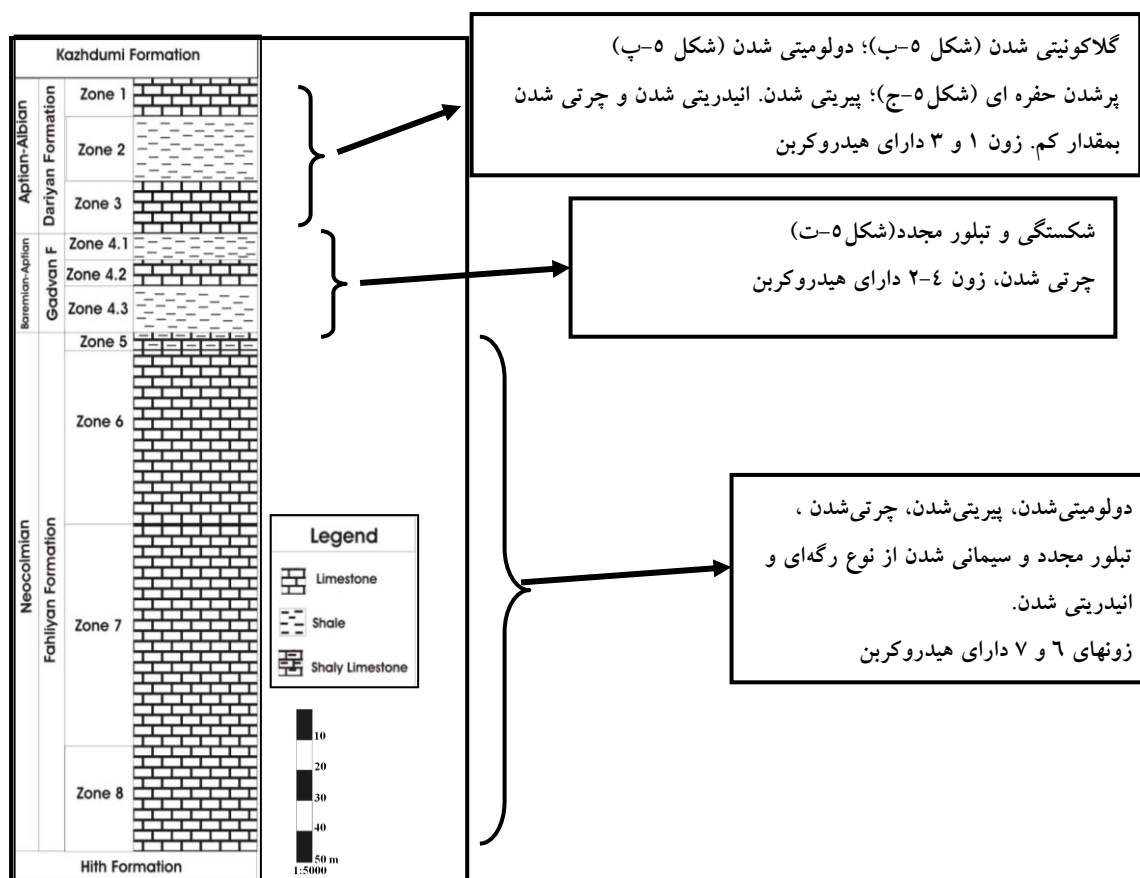 Kazhdumi Formation
Aptian-Albian
Dariyan Formation
Zone 1
Zone 2
Zone 3
Baremian-Aptian
Gadvan F
Zone 4.1
Zone 4.2
Zone 4.3
Neocolmian
Fahliyan Formation
Zone 5
Zone 6
Zone 7
Zone 8
Hith Formation
Legend
Limestone
Shale
Shaly Limestone
10
20
30
40
50 m
1:5000
گلاکونیتی شدن (شکل ٥-ب)؛ دولومیتی شدن (شکل ٥-پ)
پرشدن حفره ای (شکل٥-ج)؛ پیریتی شدن. انیدریتی شدن و چرتی شدن
بمقدار کم. زون ۱ و ۳ دارای هیدروکربن
شکستگی و تبلور مجدد(شکل٥-ت)
چرتی شدن، زون ٤-۲ دارای هیدروکربن
دولومیتی‌شدن، پیریتی‌شدن، چرتی‌شدن ،
تبلور مجدد و سیمانی شدن از نوع رگه‌ای و
انیدریتی شدن.
زونهای ٦ و ۷ دارای هیدروکربن